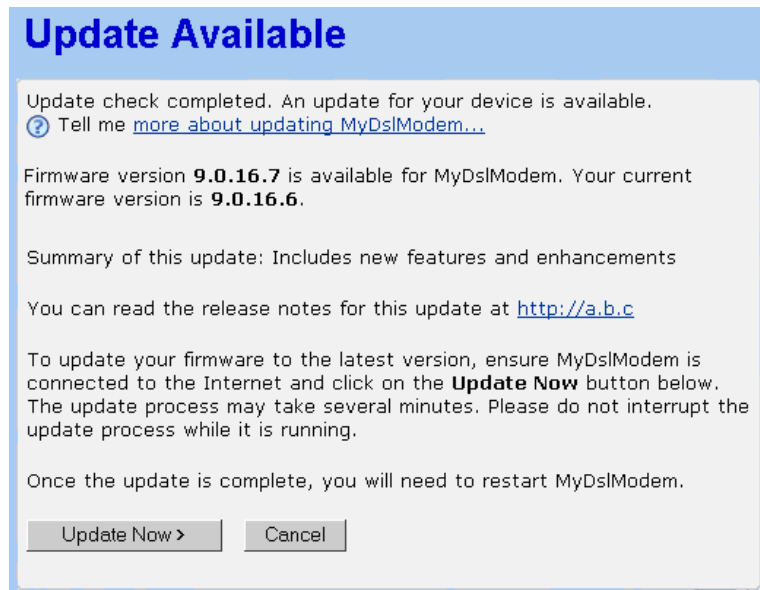 Update Available
Update check completed. An update for your device is available.
Tell me more about updating MyDslModem...
Firmware version 9.0.16.7 is available for MyDslModem. Your current
firmware version is 9.0.16.6.
Summary of this update: Includes new features and enhancements
You can read the release notes for this update at http://a.b.c
To update your firmware to the latest version, ensure MyDslModem is
connected to the Internet and click on the Update Now button below.
The update process may take several minutes. Please do not interrupt the
update process while it is running.
Once the update is complete, you will need to restart MyDslModem.
Update Now >
Cancel